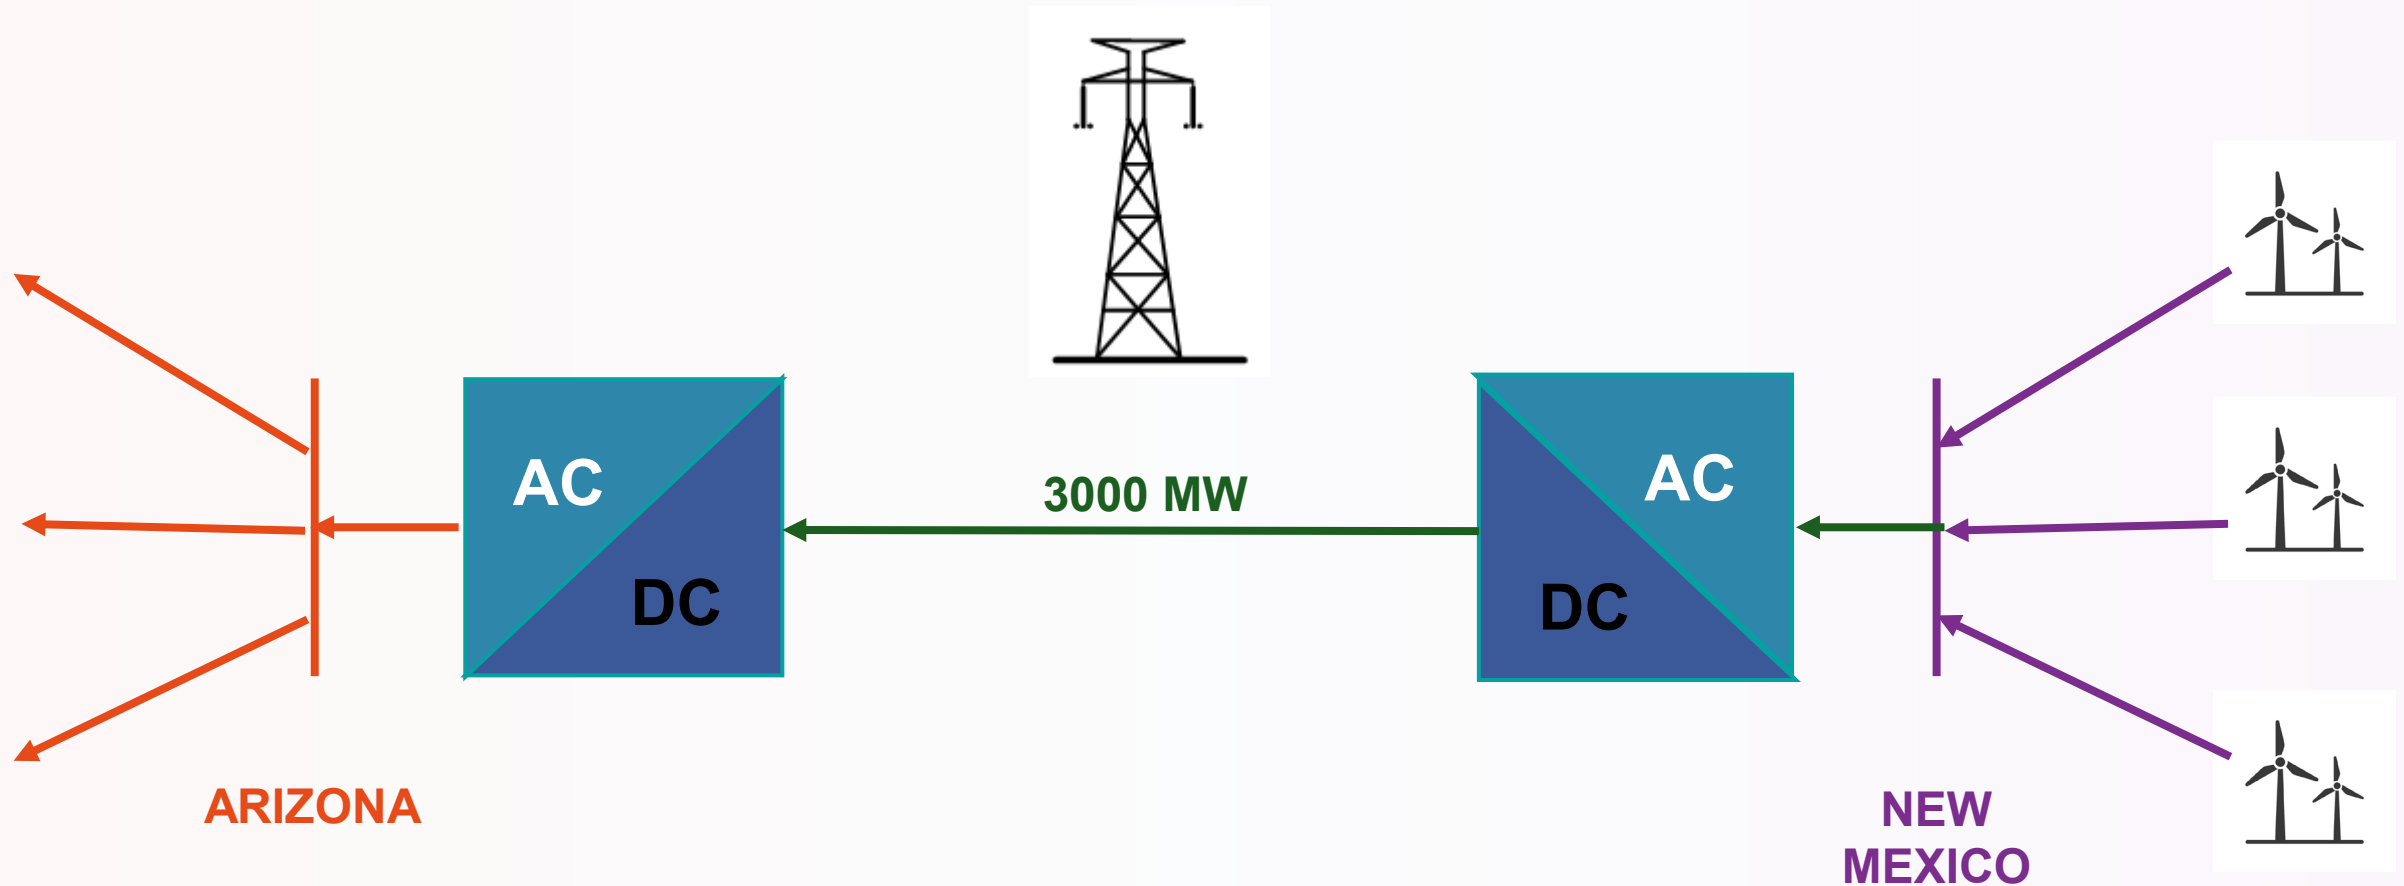 AC
DC
3000 MW
AC
DC
ARIZONA
NEW
MEXICO